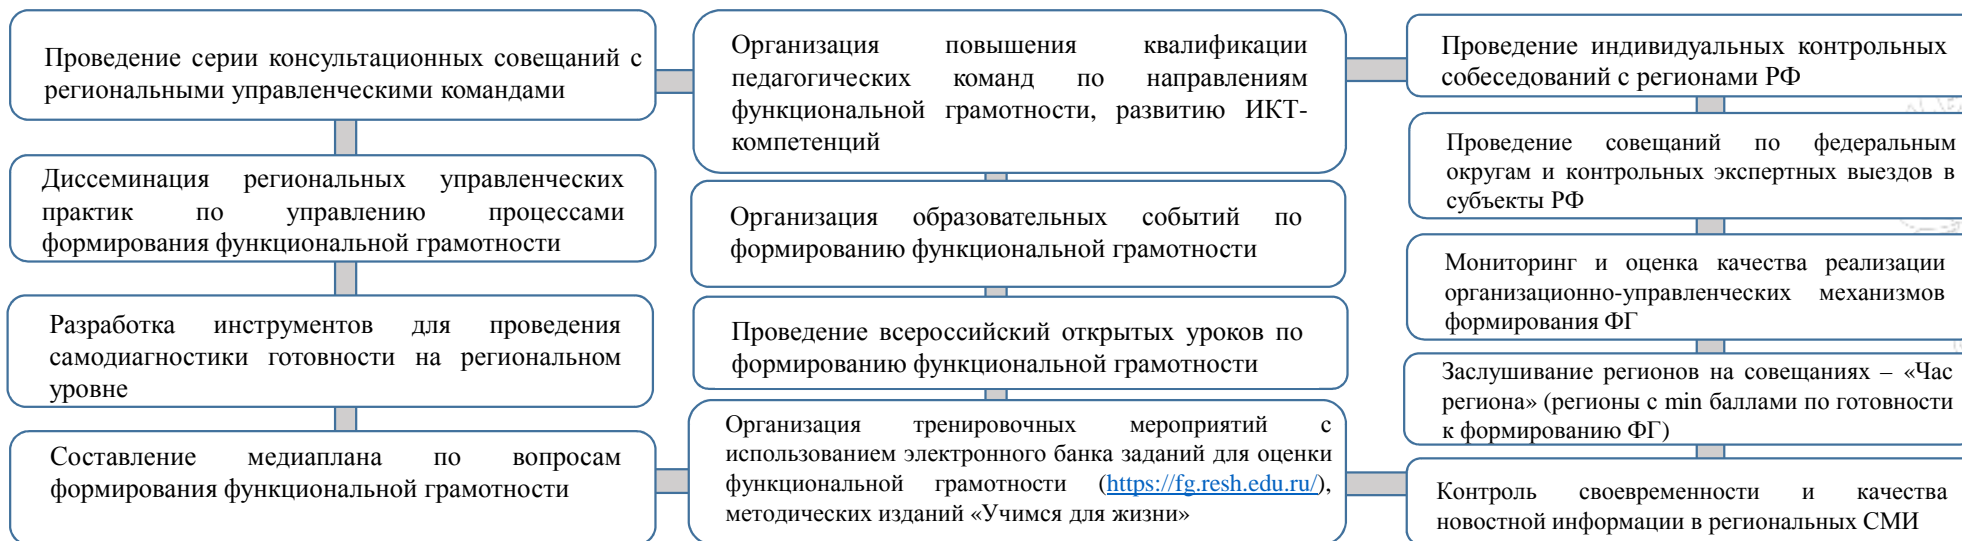 Проведение серии консультационных совещаний с
региональными управленческими командами
Диссеминация региональных управленческих
практик по управлению процессами
формирования функциональной грамотности
Разработка инструментов для проведения
самодиагностики готовности на региональном
уровне
Составление медиаплана по вопросам
формирования функциональной грамотности
Организация повышения квалификации
педагогических команд по направлениям
функциональной грамотности, развитию ИКТ-
компетенций
Организация образовательных событий по
формированию функциональной грамотности
Проведение всероссийский открытых уроков по
формированию функциональной грамотности
Организация тренировочных мероприятий с
использованием электронного банка заданий для оценки
функциональной грамотности (https://fg.resh.edu.ru/),
методических изданий «Учимся для жизни»
Проведение индивидуальных контрольных
собеседований с регионами РФ
Проведение совещаний по федеральным
округам и контрольных экспертных выездов в
субъекты РФ
Мониторинг и оценка качества реализации
организационно-управленческих механизмов
формирования ФГ
Заслушивание регионов на совещаниях – «Час
региона» (регионы с min баллами по готовности
к формированию ФГ)
Контроль своевременности и качества
новостной информации в региональных СМИ